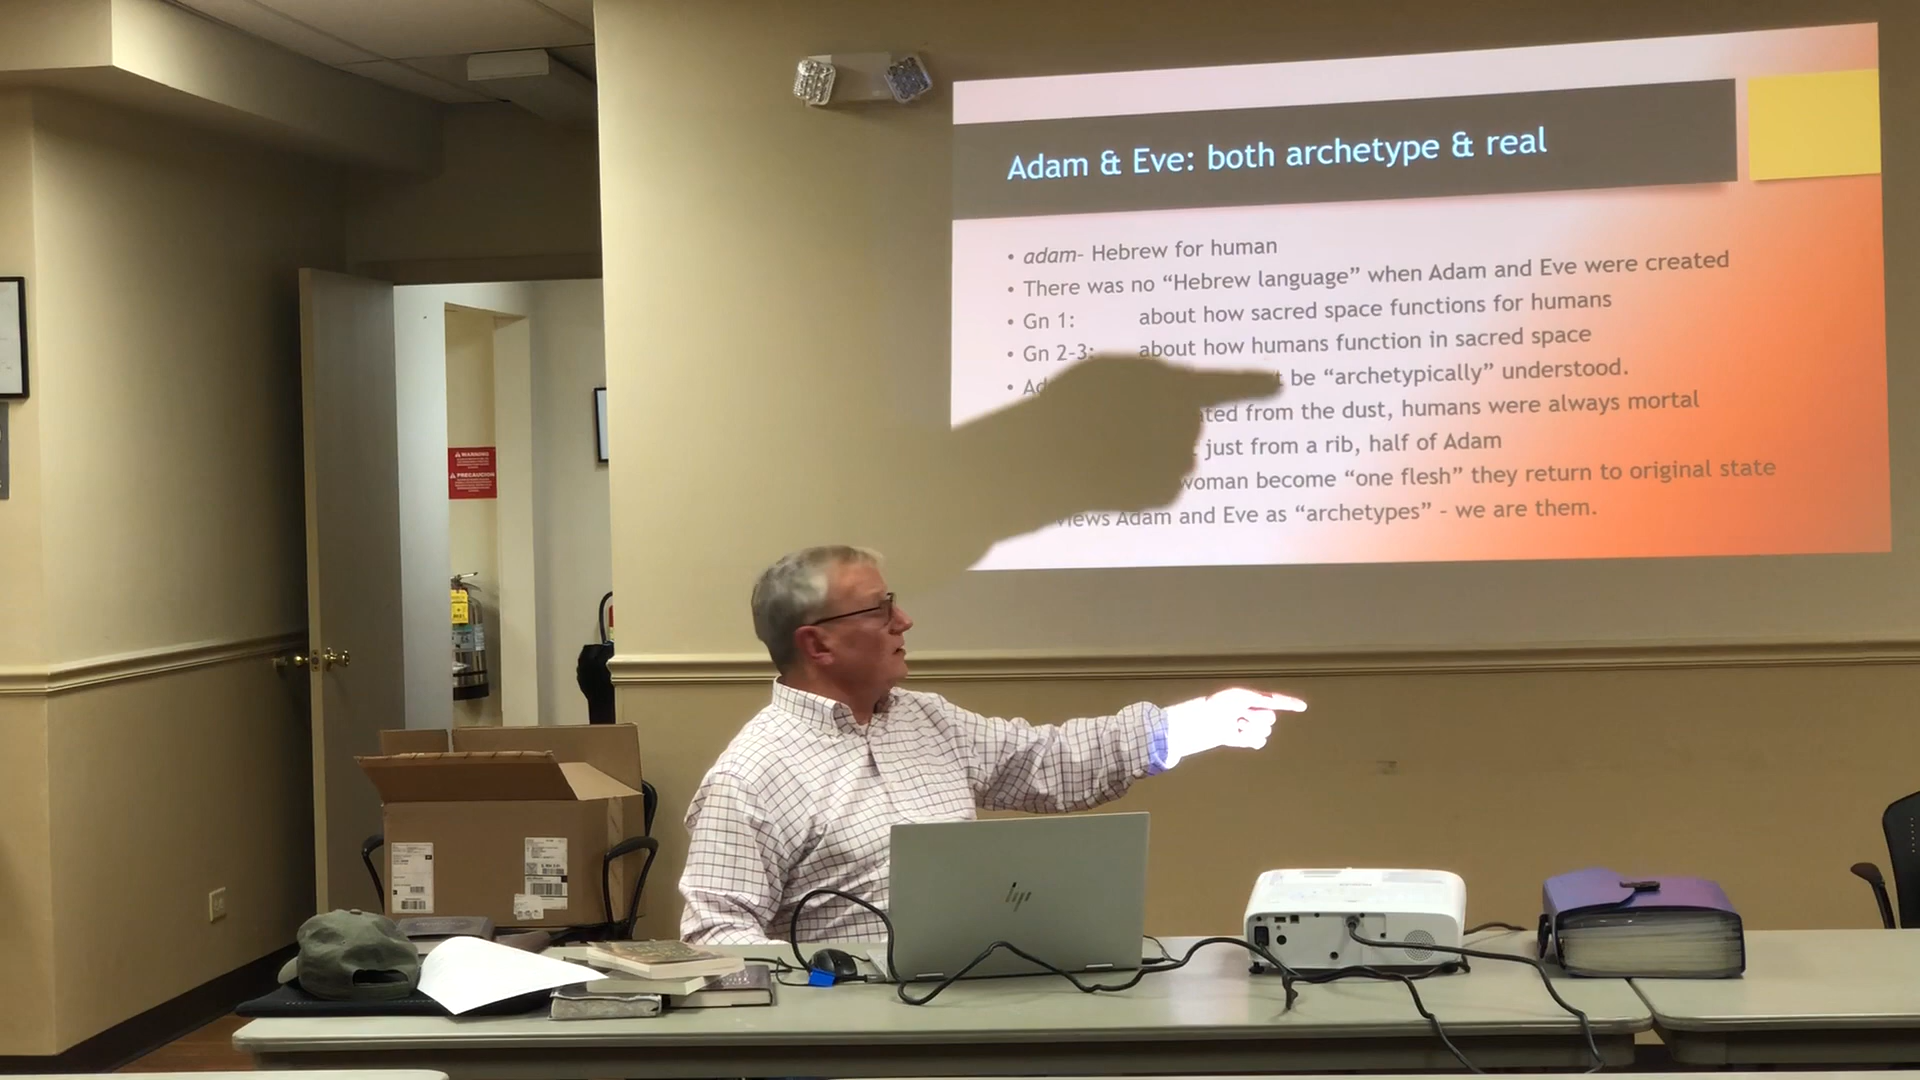 Adam & Eve: both archetype & real
• adam- Hebrew for human
• There was no “Hebrew language” when Adam and Eve were created
• Gn 1: about how sacred space functions for humans
• Gn 2-3: about how humans function in sacred space
• Ad t be “archetypically” understood.
ted from the dust, humans were always mortal
just from a rib, half of Adam
woman become “one flesh” they return to original state
views Adam and Eve as “archetypes” - we are them.
WARNING
PRECAUCION
hp